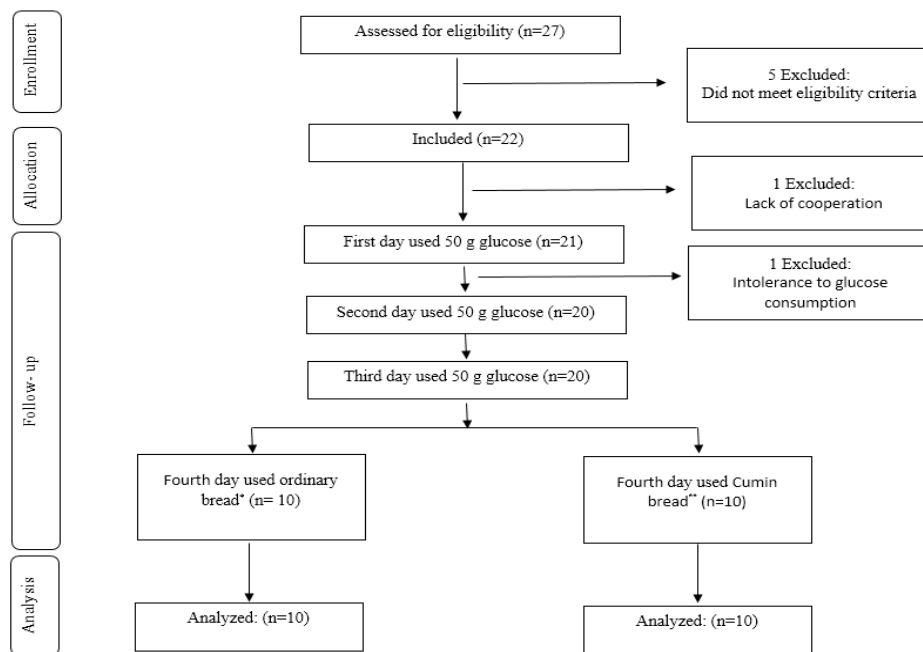 Enrollment
Assessed for eligibility (n=27)
5 Excluded:
Did not meet eligibility criteria
Allocation
Included (n=22)
1 Excluded:
Lack of cooperation
Follow- up
First day used 50 g glucose (n=21)
1 Excluded:
Intolerance to glucose
consumption
Second day used 50 g glucose (n=20)
Third day used 50 g glucose (n=20)
Fourth day used ordinary
bread* (n= 10)
Fourth day used Cumin
bread** (n=10)
Analysis
Analyzed: (n=10)
Analyzed: (n=10)